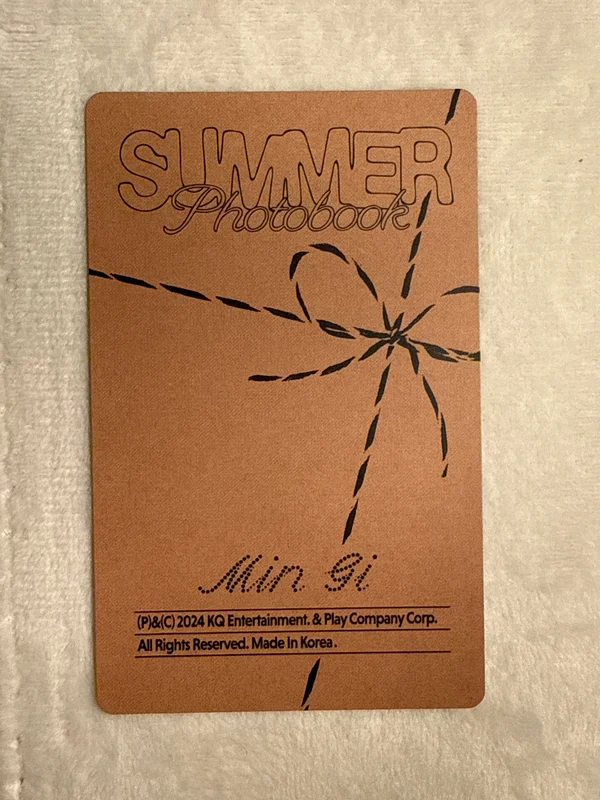 SUMMER
Photobook
Min Gi
(P)&(C) 2024 KQ Entertainment. & Play Company Corp.
All Rights Reserved. Made In Korea.